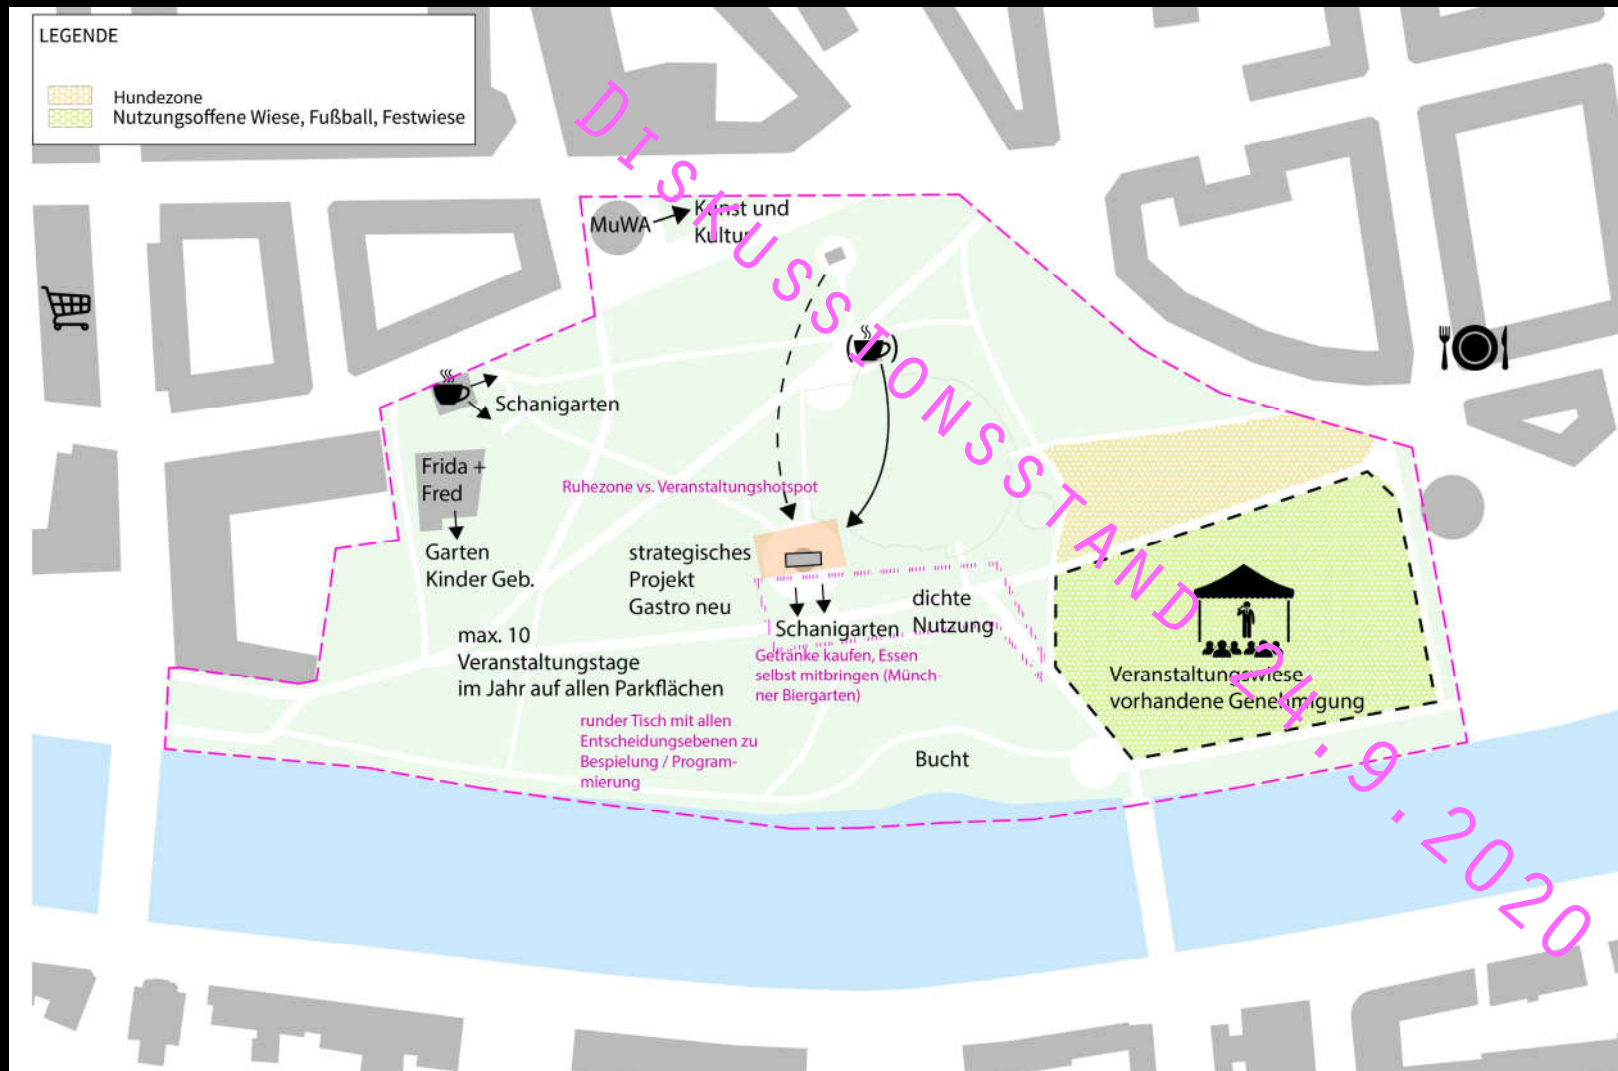 LEGENDE
Hundezone
Nutzungsoffene Wiese, Fußball, Festwiese
MuWA
Kunst und
Kultur
Schanigarten
Frida +
Fred
Garten
Kinder Geb.
Ruhezone vs. Veranstaltungshotspot
strategisches
Projekt
Gastro neu
dichte
Nutzung
Schanigarten
Getränke kaufen, Essen
selbst mitbringen (Münch-
ner Biergarten)
max. 10
Veranstaltungstage
im Jahr auf allen Parkflächen
runder Tisch mit allen
Entscheidungsebenen zu
Bespielung / Program-
mierung
Bucht
Veranstaltungswiese
vorhandene Genehmigung
DISKUSSIONSSTAND 24.9.2020